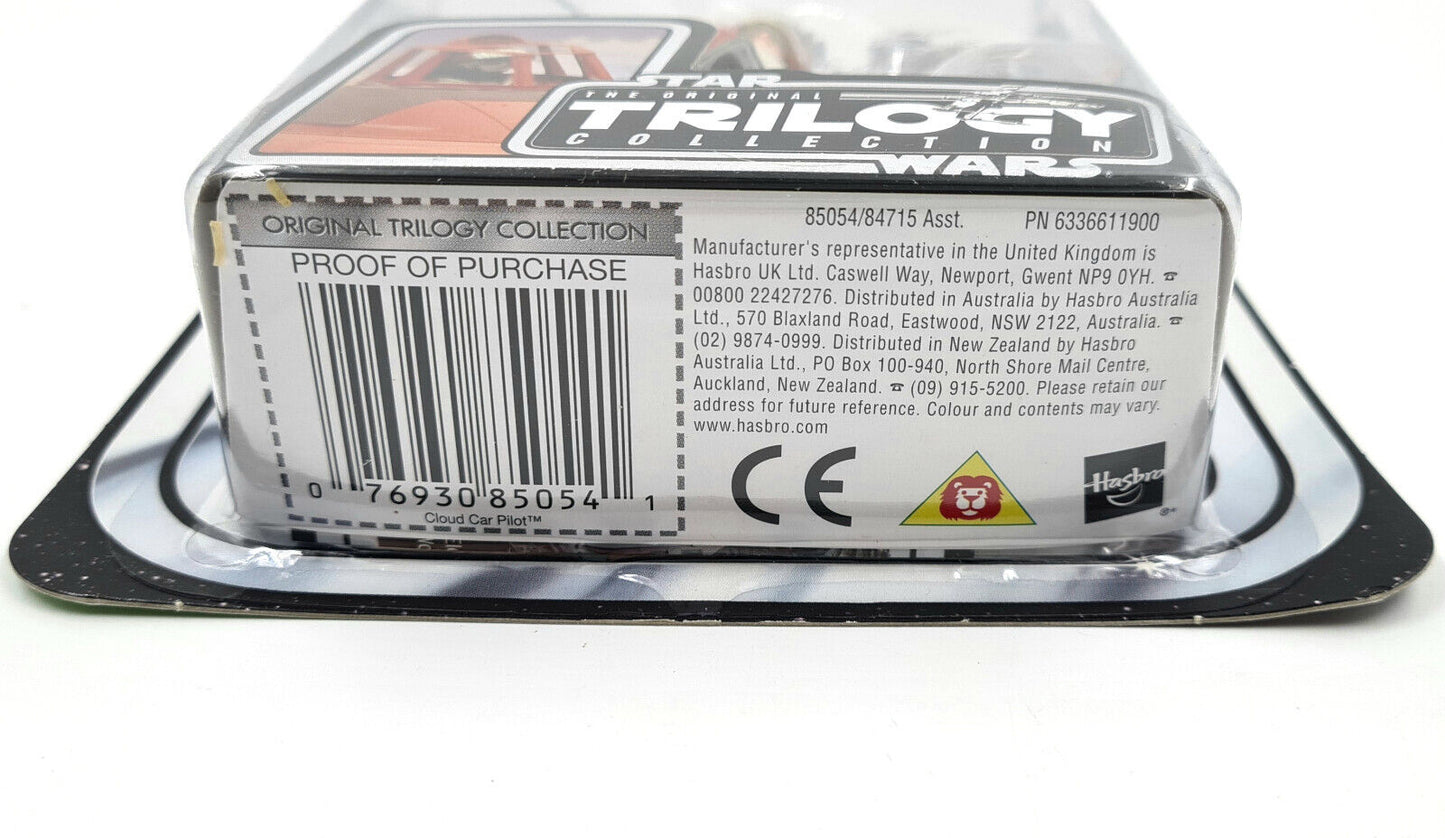 STAR
THE ORIGINAL
TRILOGY
COLLECTION
WARS
ORIGINAL TRILOGY COLLECTION
PROOF OF PURCHASE
0 76930 85054 1
Cloud Car Pilot™
85054/84715 Asst. PN 6336611900
Manufacturer's representative in the United Kingdom is
Hasbro UK Ltd. Caswell Way, Newport, Gwent NP9 0YH. ☎
00800 22427276. Distributed in Australia by Hasbro Australia
Ltd., 570 Blaxland Road, Eastwood, NSW 2122, Australia. ☎
(02) 9874-0999. Distributed in New Zealand by Hasbro
Australia Ltd., PO Box 100-940, North Shore Mail Centre,
Auckland, New Zealand. ☎ (09) 915-5200. Please retain our
address for future reference. Colour and contents may vary.
www.hasbro.com
CE
Hasbro